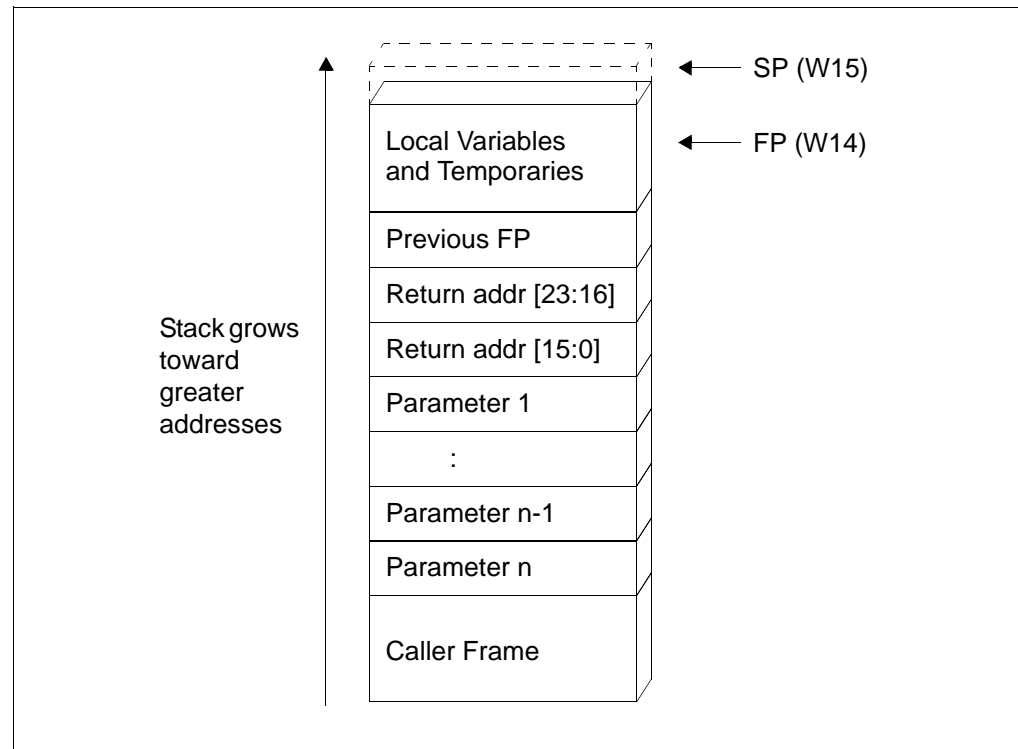 SP (W15)
Local Variables
and Temporaries
FP (W14)
Previous FP
Return addr [23:16]
Stack grows
toward
greater
addresses
Return addr [15:0]
Parameter 1
:
Parameter n-1
Parameter n
Caller Frame